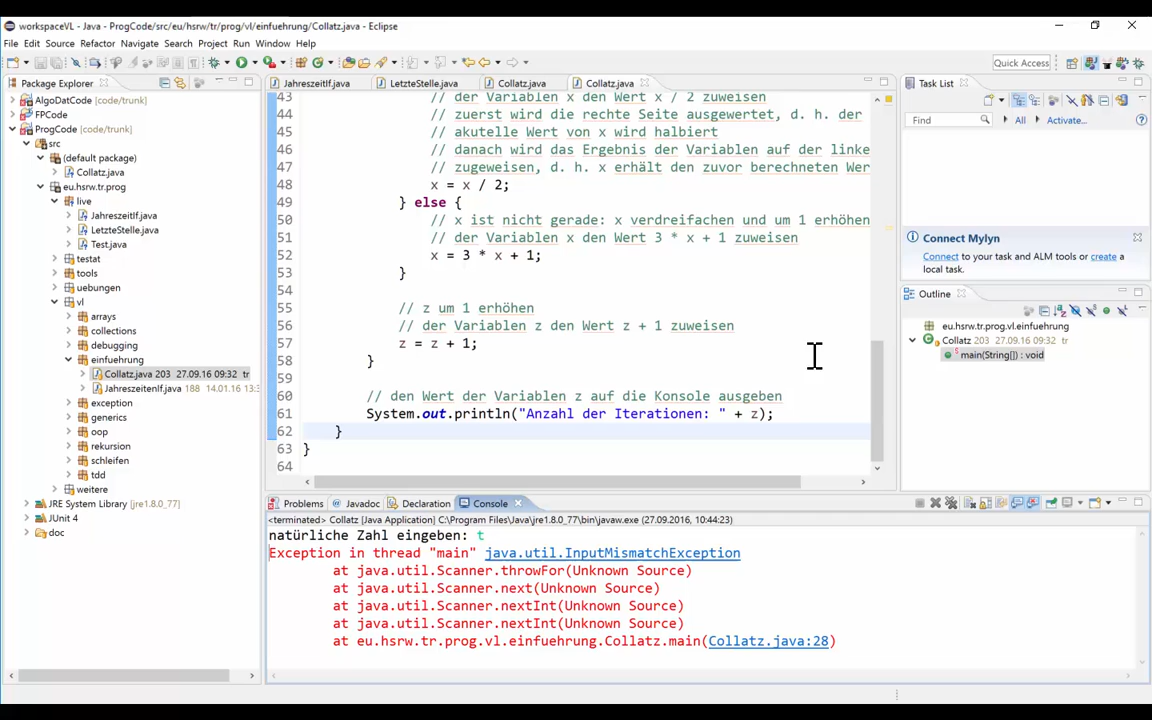 workspaceVL - Java - ProgCode/src/eu/hsrw/tr/prog/vl/einfuehrung/Collatz.java - Eclipse
File Edit Source Refactor Navigate Search Project Run Window Help
Quick Access
Package Explorer
AlgoDatCode [code/trunk]
FPCode
ProgCode [code/trunk]
src
(default package)
Collatz.java
eu.hsrw.tr.prog
live
JahreszeitIf.java
LetzteStelle.java
Test.java
testat
tools
uebungen
vl
arrays
collections
debugging
einfuehrung
Collatz.java 203 27.09.16 09:32 tr
JahreszeitenIf.java 188 14.01.16 13:
exception
generics
oop
rekursion
schleifen
tdd
weitere
JRE System Library [jre1.8.0_77]
JUnit 4
doc
JahreszeitIf.java LetzteStelle.java Collatz.java Collatz.java
43 // der Variablen x den Wert x / 2 zuweisen
44 // zuerst wird die rechte Seite ausgewertet, d. h. der
45 // akutelle Wert von x wird halbiert
46 // danach wird das Ergebnis der Variablen auf der linke
47 // zugeweisen, d. h. x erhält den zuvor berechneten Wer
48 x = x / 2;
49 } else {
50 // x ist nicht gerade: x verdreifachen und um 1 erhöhen
51 // der Variablen x den Wert 3 * x + 1 zuweisen
52 x = 3 * x + 1;
53 }
54
55 // z um 1 erhöhen
56 // der Variablen z den Wert z + 1 zuweisen
57 z = z + 1;
58 }
59
60 // den Wert der Variablen z auf die Konsole ausgeben
61 System.out.println("Anzahl der Iterationen: " + z);
62 }
63 }
64
Task List
Find All Activate...
Connect Mylyn
Connect to your task and ALM tools or create a
local task.
Outline
eu.hsrw.tr.prog.vl.einfuehrung
Collatz 203 27.09.16 09:32 tr
main(String[]) : void
Problems Javadoc Declaration Console
<terminated> Collatz [Java Application] C:\Program Files\Java\jre1.8.0_77\bin\javaw.exe (27.09.2016, 10:44:23)
natürliche Zahl eingeben: t
Exception in thread "main" java.util.InputMismatchException
at java.util.Scanner.throwFor(Unknown Source)
at java.util.Scanner.next(Unknown Source)
at java.util.Scanner.nextInt(Unknown Source)
at java.util.Scanner.nextInt(Unknown Source)
at eu.hsrw.tr.prog.vl.einfuehrung.Collatz.main(Collatz.java:28)